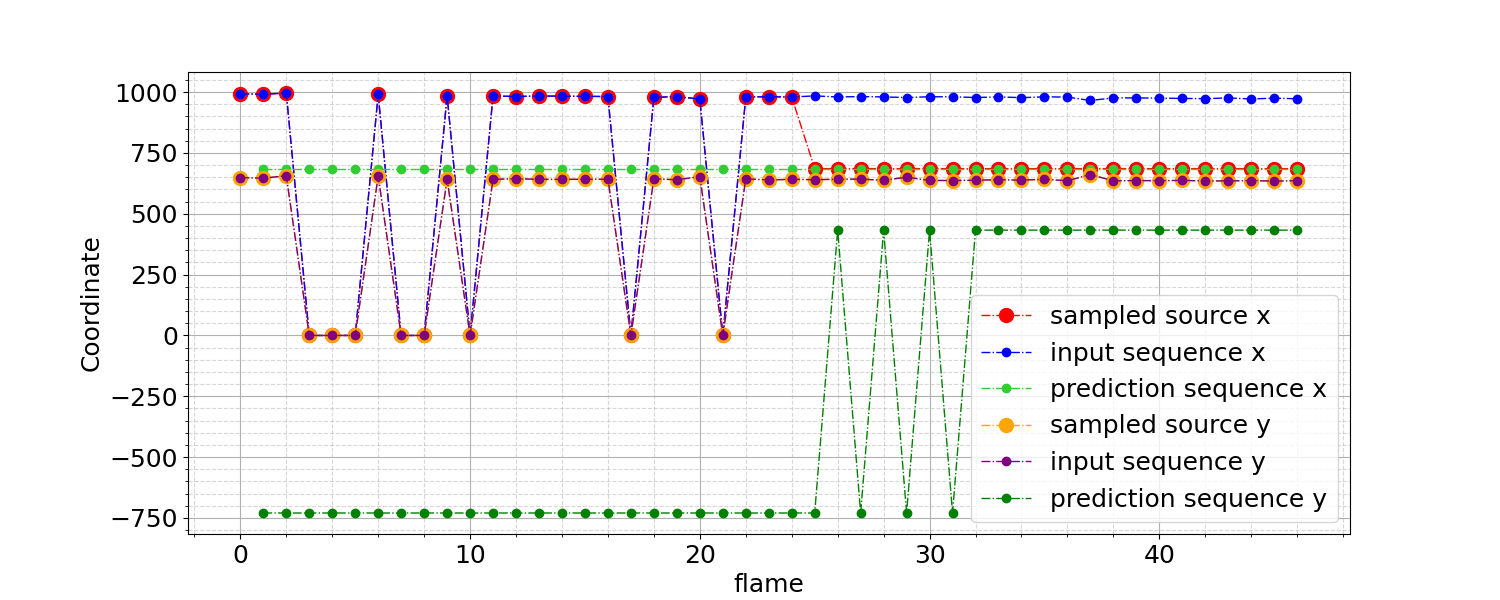 1000
750
500
250
0
−250
−500
−750
Coordinate
0 10 20 30 40
flame
sampled source x
input sequence x
prediction sequence x
sampled source y
input sequence y
prediction sequence y